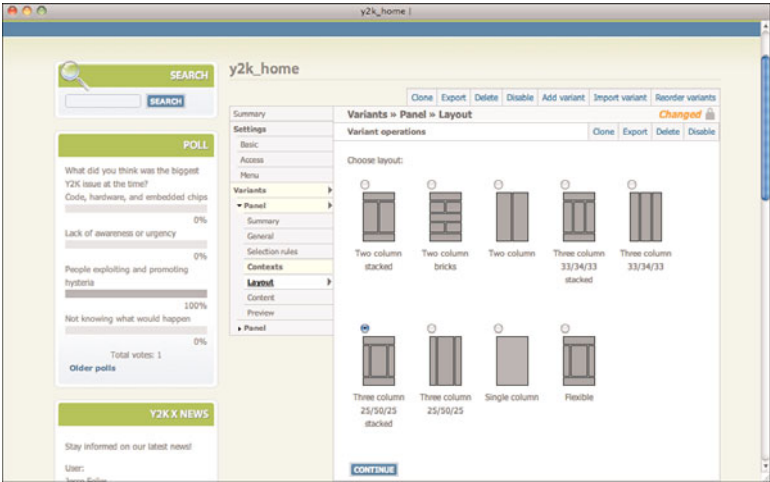 y2k_home |
SEARCH
SEARCH
POLL
What did you think was the biggest
Y2K issue at the time?
Code, hardware, and embedded chips
0%
Lack of awareness or urgency
0%
People exploiting and promoting
hysteria
100%
Not knowing what would happen
0%
Total votes: 1
Older polls
Y2K X NEWS
Stay informed on our latest news!
User:
y2k_home
Clone Export Delete Disable Add variant Import variant Reorder variants
Summary
Settings
Basic
Access
Menu
Variants
Panel
Summary
General
Selection rules
Contexts
Layout
Content
Preview
Panel
Variants » Panel » Layout
Changed
Variant operations
Clone Export Delete Disable
Choose layout:
Two column
stacked
Two column
bricks
Two column
Three column
33/34/33
stacked
Three column
33/34/33
Three column
25/50/25
stacked
Three column
25/50/25
Single column
Flexible
CONTINUE